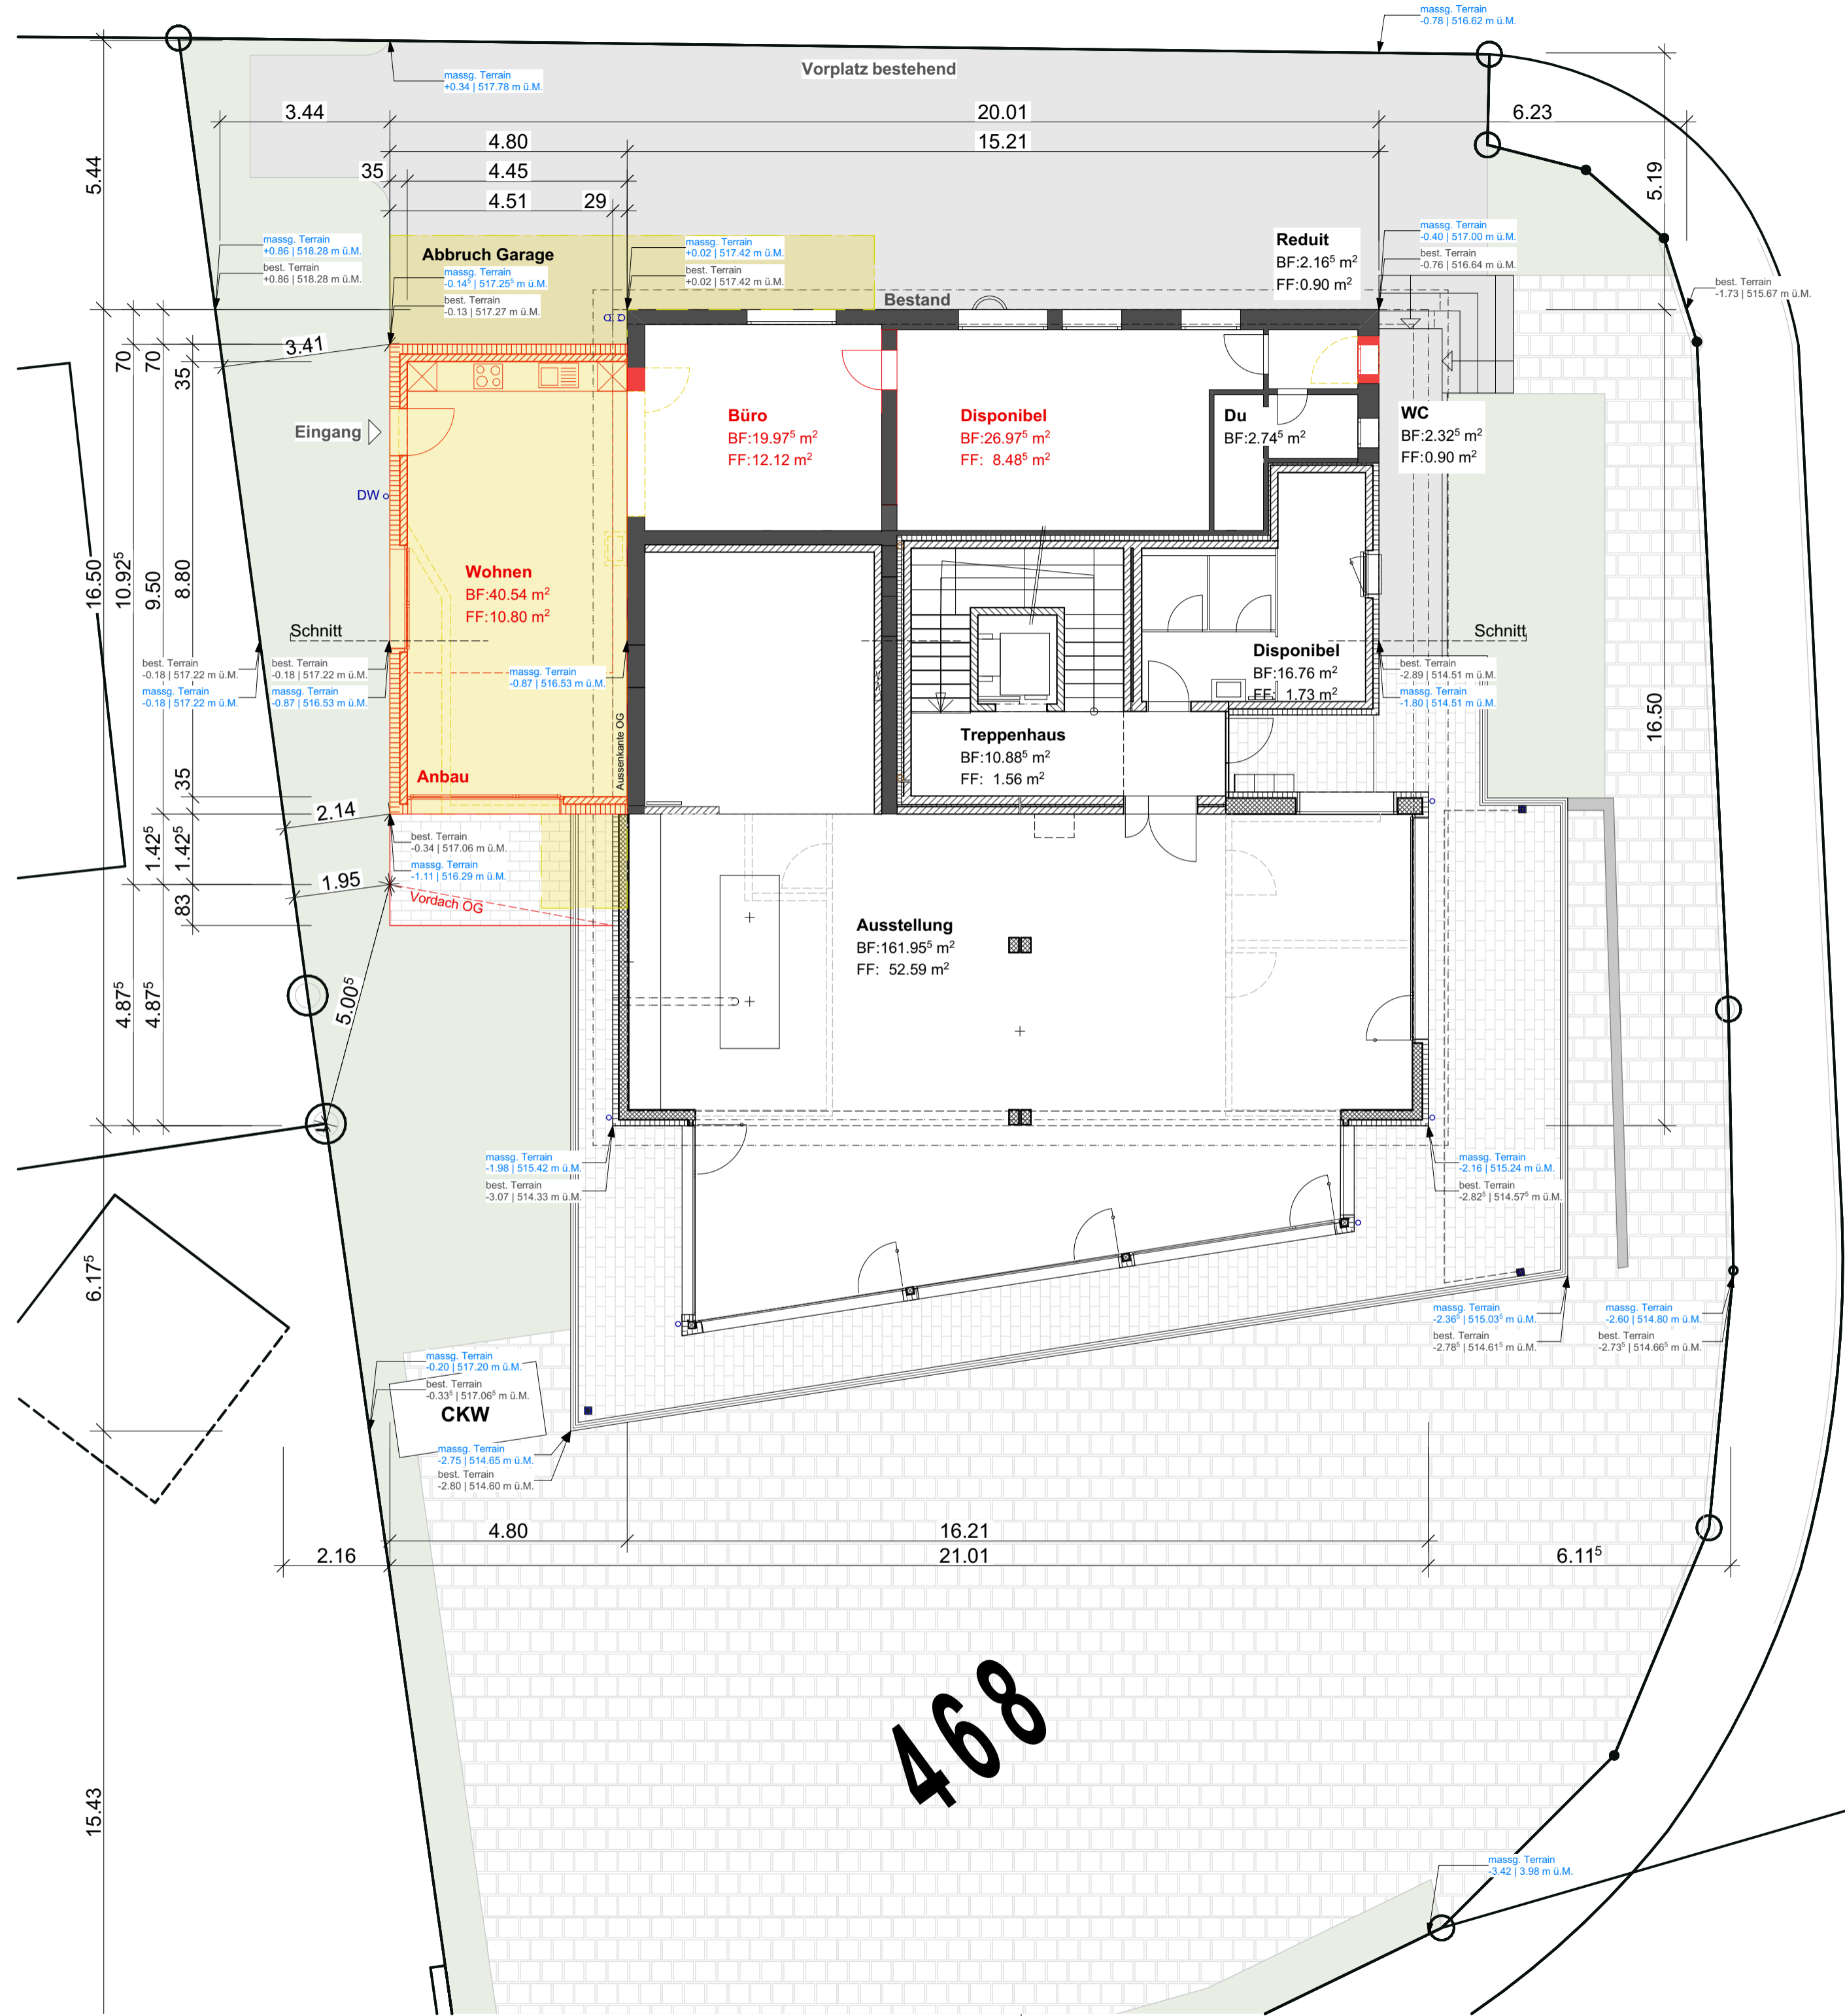 massg. Terrain
-0.78 | 516.62 m ü.M.
Vorplatz bestehend
massg. Terrain
+0.34 | 517.78 m ü.M.
3.44
20.01
6.23
4.80
15.21
5.44
35
4.45
5.19
4.51
29
massg. Terrain
+0.86 | 518.28 m ü.M.
best. Terrain
+0.86 | 518.28 m ü.M.
Abbruch Garage
massg. Terrain
-0.14⁵ | 517.25⁵ m ü.M.
best. Terrain
-0.13 | 517.27 m ü.M.
massg. Terrain
+0.02 | 517.42 m ü.M.
best. Terrain
+0.02 | 517.42 m ü.M.
Reduit
BF:2.16⁵ m²
FF:0.90 m²
massg. Terrain
-0.40 | 517.00 m ü.M.
best. Terrain
-0.76 | 516.64 m ü.M.
best. Terrain
-1.73 | 515.67 m ü.M.
Bestand
70
70
35
3.41
Eingang
DW
Büro
BF:19.97⁵ m²
FF:12.12 m²
Disponibel
BF:26.97⁵ m²
FF: 8.48⁵ m²
Du
BF:2.74⁵ m²
WC
BF:2.32⁵ m²
FF:0.90 m²
16.50
10.92⁵
9.50
8.80
Wohnen
BF:40.54 m²
FF:10.80 m²
Schnitt
Schnitt
best. Terrain
-0.18 | 517.22 m ü.M.
massg. Terrain
-0.18 | 517.22 m ü.M.
best. Terrain
-0.18 | 517.22 m ü.M.
massg. Terrain
-0.87 | 516.53 m ü.M.
massg. Terrain
-0.87 | 516.53 m ü.M.
Disponibel
BF:16.76 m²
FF: 1.73 m²
best. Terrain
-2.89 | 514.51 m ü.M.
massg. Terrain
-1.80 | 514.51 m ü.M.
16.50
Aussenkante OG
Treppenhaus
BF:10.88⁵ m²
FF: 1.56 m²
Anbau
35
2.14
1.42⁵
1.42⁵
best. Terrain
-0.34 | 517.06 m ü.M.
massg. Terrain
-1.11 | 516.29 m ü.M.
1.95
83
Vordach OG
Ausstellung
BF:161.95⁵ m²
FF: 52.59 m²
4.87⁵
4.87⁵
5.00⁵
massg. Terrain
-1.98 | 515.42 m ü.M.
best. Terrain
-3.07 | 514.33 m ü.M.
massg. Terrain
-2.16 | 515.24 m ü.M.
best. Terrain
-2.82⁵ | 514.57⁵ m ü.M.
6.17⁵
massg. Terrain
-2.36⁵ | 515.03⁵ m ü.M.
best. Terrain
-2.78⁵ | 514.61⁵ m ü.M.
massg. Terrain
-2.60 | 514.80 m ü.M.
best. Terrain
-2.73⁵ | 514.66⁵ m ü.M.
massg. Terrain
-0.20 | 517.20 m ü.M.
best. Terrain
-0.33⁵ | 517.06⁵ m ü.M.
CKW
massg. Terrain
-2.75 | 514.65 m ü.M.
best. Terrain
-2.80 | 514.60 m ü.M.
4.80
16.21
2.16
21.01
6.11⁵
468
15.43
massg. Terrain
-3.42 | 3.98 m ü.M.